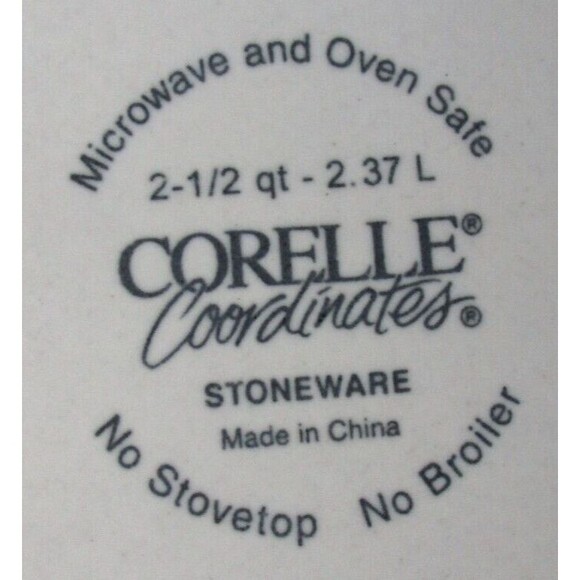 Microwave and Oven Safe
2-1/2 qt - 2.37 L
CORELLE®
Coordinates®
STONEWARE
Made in China
No Stovetop No Broiler